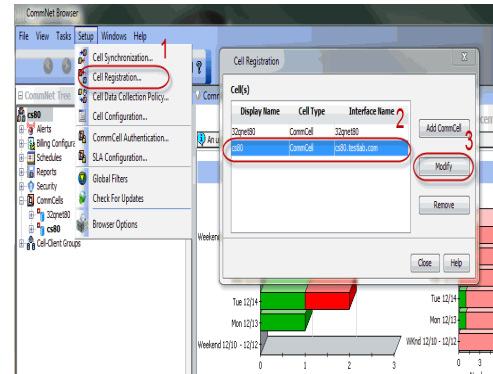 CommNet Browser
File View Tasks Setup Windows Help
1
Cell Synchronization...
Cell Registration...
Cell Data Collection Policy...
Cell Configuration...
CommCell Authentication...
SLA Configuration...
Global Filters
Check For Updates
Browser Options
CommNet Tree
cs80
Alerts
Billing Configura
Schedules
Reports
Security
CommCells
32qnet80
cs80
Cell-Client Groups
Comm
An u
Weekend
Cell Registration
Cell(s)
Display Name Cell Type Interface Name
32qnet80 CommCell 32qnet80
cs80 CommCell cs80.testlab.com
2
Add CommCell
3
Modify
Remove
Close Help
Tue 12/14
Mon 12/13
Weekend 12/10 - 12/12
0 1 2 3
Tue 12/14
Mon 12/13
WKnd 12/10 - 12/12
0 3